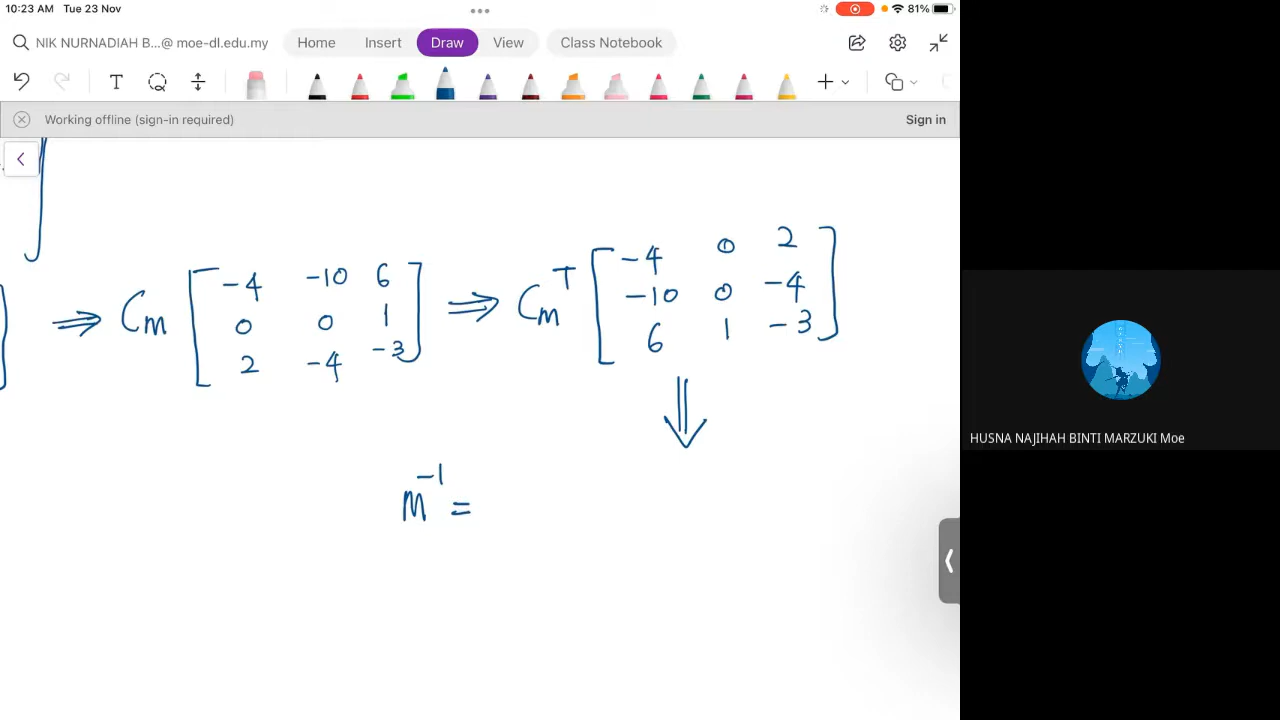 10:23 AM Tue 23 Nov
81%
NIK NURNADIAH B...@ moe-dl.edu.my
Home Insert Draw View Class Notebook
T
Working offline (sign-in required) Sign in
-4 0 2
-4 -10 6
⇒ Cm 0 0 1 ⇒ Cm^T -10 0 -4
2 -4 -3
6 1 -3
⇓
m^-1 =
HUSNA NAJIHAH BINTI MARZUKI Moe